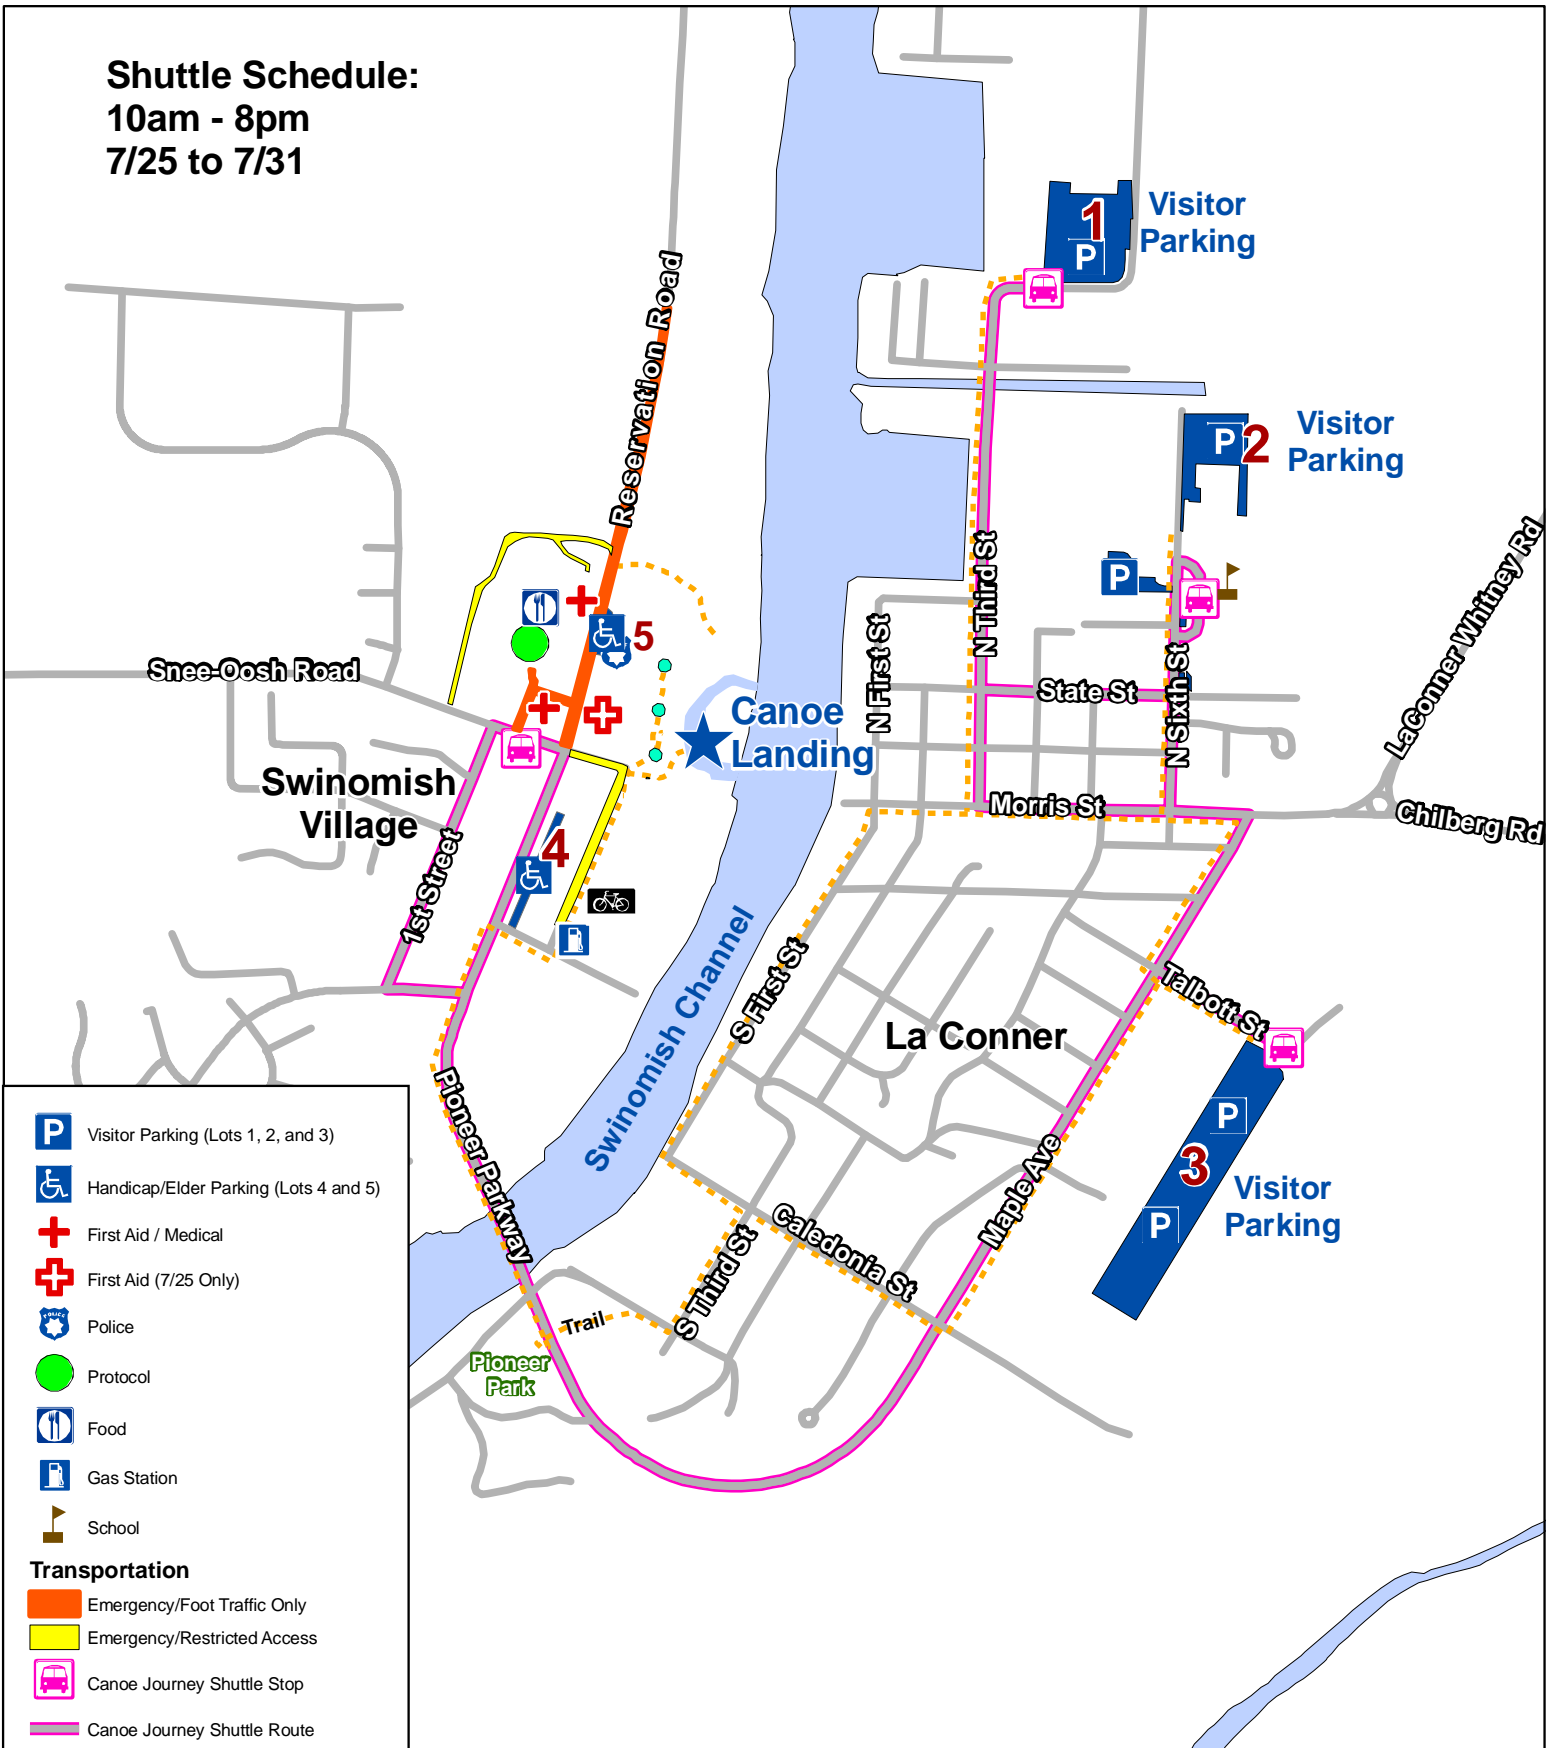 Shuttle Schedule:
10am - 8pm
7/25 to 7/31
1
P
Visitor
Parking
Reservation Road
P
2
Visitor
Parking
P
N Third St
N First St
N Sixth St
State St
LaConner Whitney Rd
5
POLICE
Snee-Oosh Road
Canoe
Landing
Swinomish
Village
Morris St
Chilberg Rd
4
1st Street
Swinomish Channel
S First St
La Conner
Talbott St
Pioneer Parkway
P
3
P
Visitor
Parking
Maple Ave
Caledonia St
S Third St
Trail
Pioneer
Park
P
Visitor Parking (Lots 1, 2, and 3)
Handicap/Elder Parking (Lots 4 and 5)
First Aid / Medical
First Aid (7/25 Only)
POLICE
Police
Protocol
Food
Gas Station
School
Transportation
Emergency/Foot Traffic Only
Emergency/Restricted Access
Canoe Journey Shuttle Stop
Canoe Journey Shuttle Route